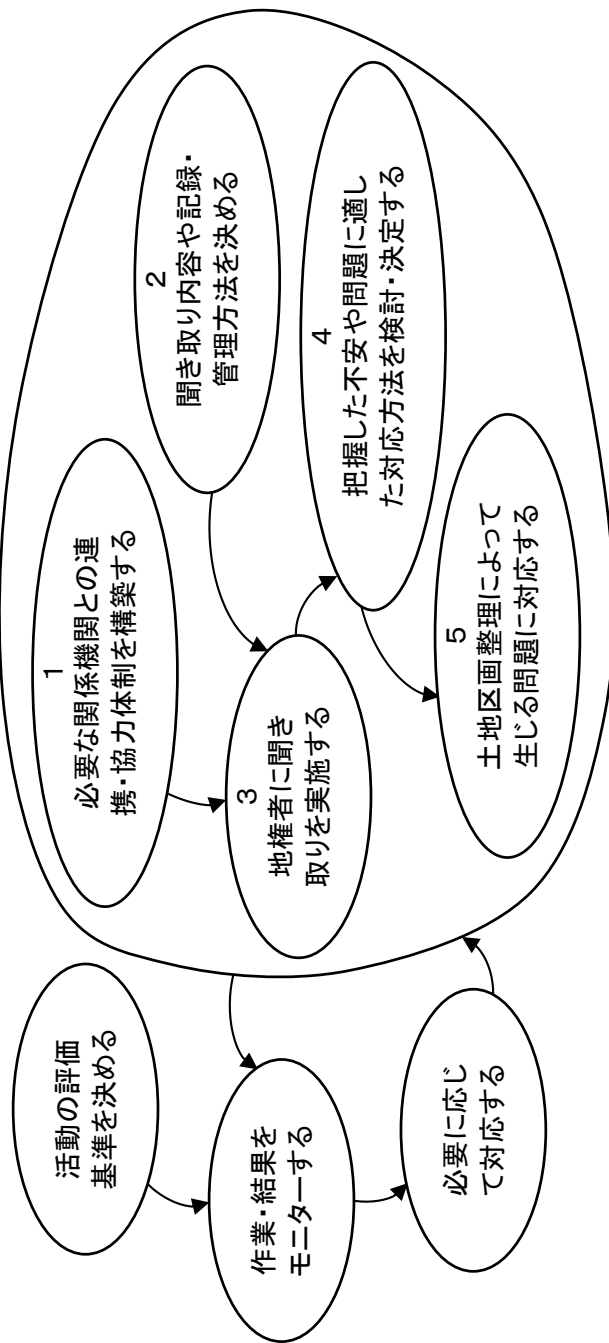 1
必要な関係機関との連
携・協力体制を構築する
2
聞き取り内容や記録・
管理方法を決める
3
地権者に聞き
取りを実施する
4
把握した不安や問題に適し
た対応方法を検討・決定する
5
土地区画整理によって
生じる問題に対応する
活動の評価
基準を決める
作業・結果を
モニターする
必要に応じ
て対応する